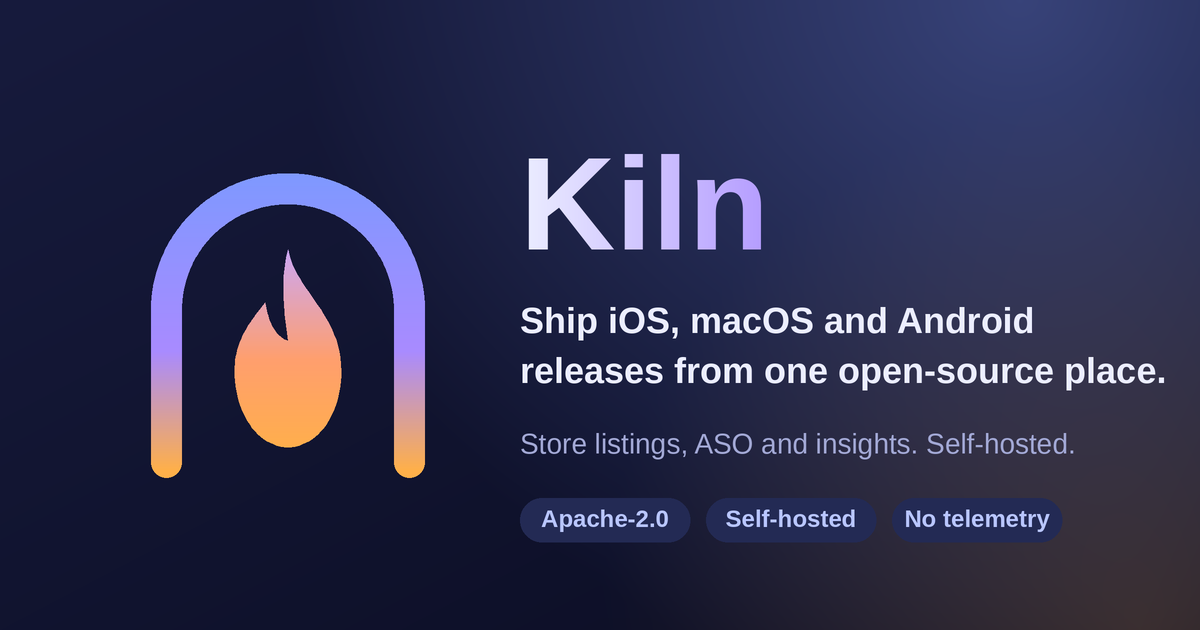 Kiln
Ship iOS, macOS and Android
releases from one open-source place.
Store listings, ASO and insights. Self-hosted.
Apache-2.0 Self-hosted No telemetry